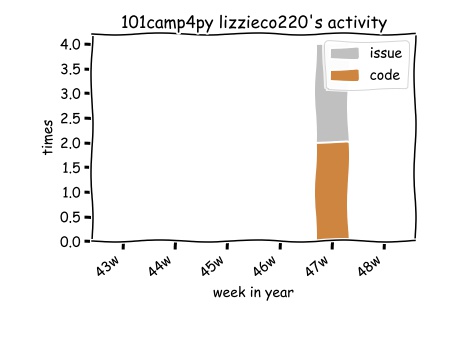 101camp4py lizzieco220's activity
issue
code
times
4.0
3.5
3.0
2.5
2.0
1.5
1.0
0.5
0.0
43w
44w
45w
46w
47w
48w
week in year